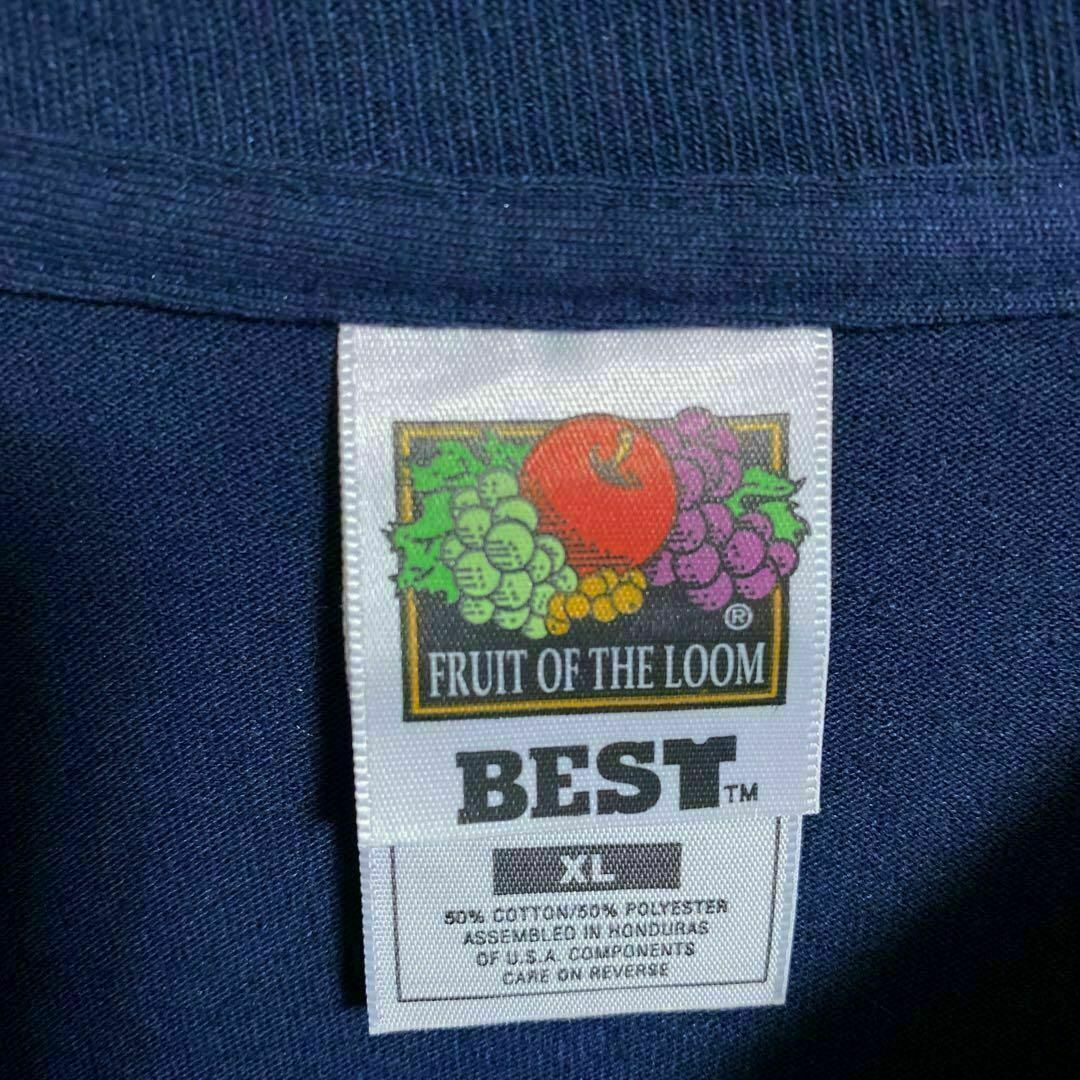 ®
FRUIT OF THE LOOM
BEST™
XL
50% COTTON/50% POLYESTER
ASSEMBLED IN HONDURAS
OF U.S.A. COMPONENTS
CARE ON REVERSE